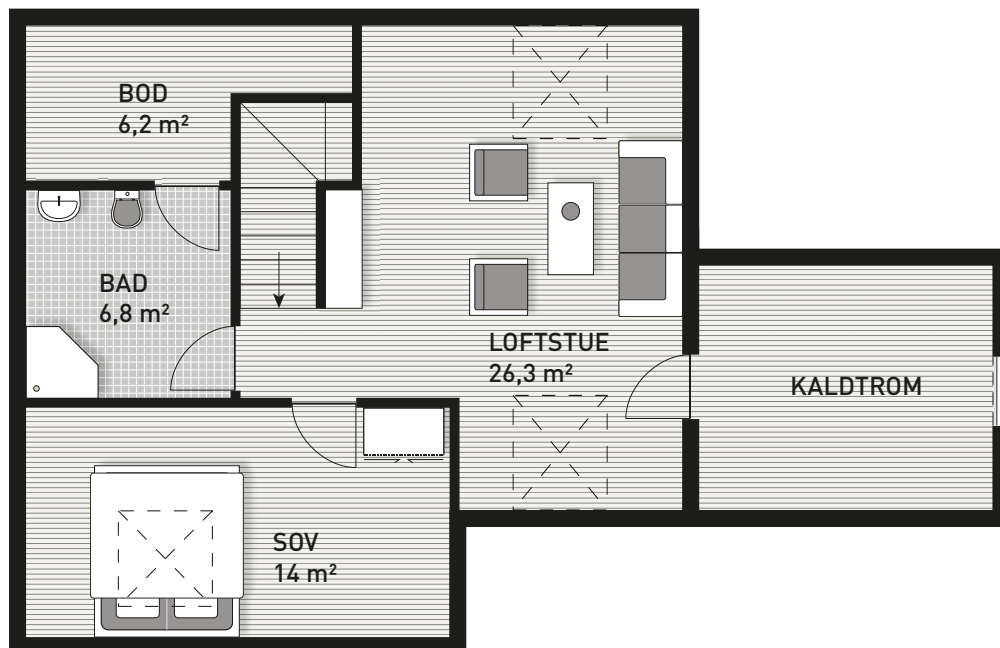 BOD
6,2 m²
BAD
6,8 m²
LOFTSTUE
26,3 m²
KALDTROM
SOV
14 m²